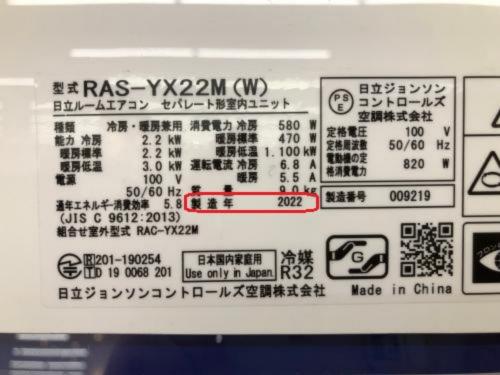 型式 RAS-YX22M(W)
日立ルームエアコン セパレート形室内ユニット
種類 冷房・暖房兼用
能力 冷房 2.2 kW
暖房標準 2.2 kW
暖房低温 3.0 kW
電源 100 V
50/60 Hz
通年エネルギー消費効率 5.8
(JIS C 9612:2013)
組合せ室外型式 RAC-YX22M
消費電力 冷房 580 W
暖房標準 470 W
暖房低温 1.100 kW
運転電流 冷房 6.8 A
暖房標準 5.5 A
質量 9.0 kg
製造年 2022
PSE
日立ジョンソン
コントロールズ
空調株式会社
定格電圧 100 V
定格周波数 50/60 Hz
電動機の定格消費電力 820 W
製造番号 009219
R 201-190254
T D 19 0068 201
日本国内家庭用
Use only in Japan
冷媒
R32
G
日立ジョンソンコントロールズ空調株式会社
Made in China